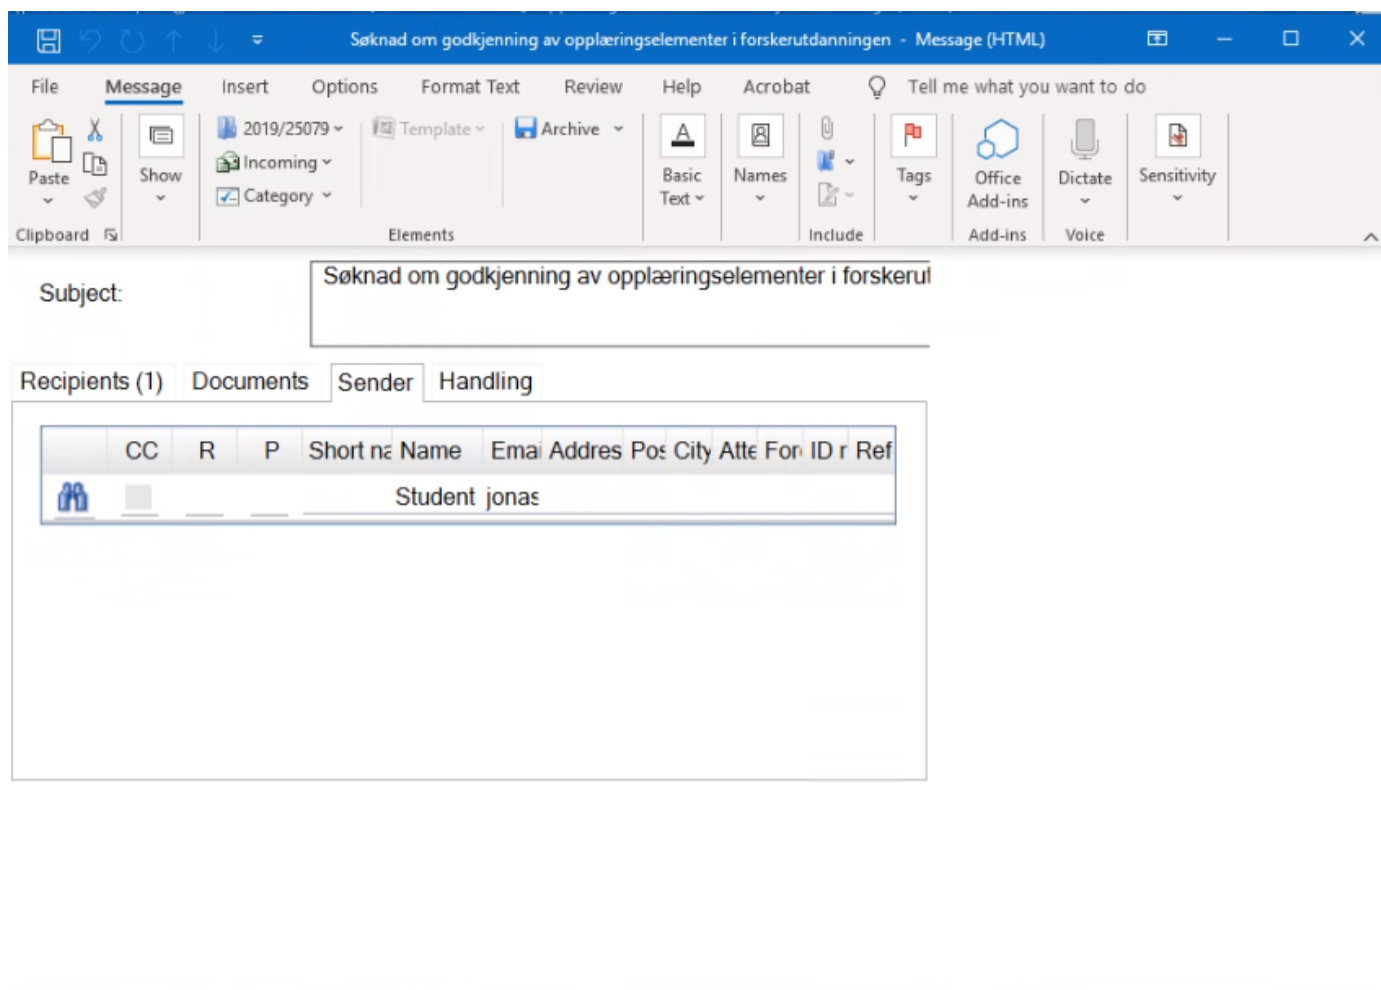 Søknad om godkjenning av opplæringselementer i forskerutdanningen - Message (HTML)
File Message Insert Options Format Text Review Help Acrobat Tell me what you want to do
Paste
Show
2019/25079
Incoming
Category
Template
Archive
Basic
Text
Names
Tags
Office
Add-ins
Dictate
Sensitivity
Clipboard Elements Include Add-ins Voice
Subject: Søknad om godkjenning av opplæringselementer i forskerut
Recipients (1) Documents Sender Handling
CC R P Short na Name Emai Addres Pos City Atte For ID r Ref
Student jonas